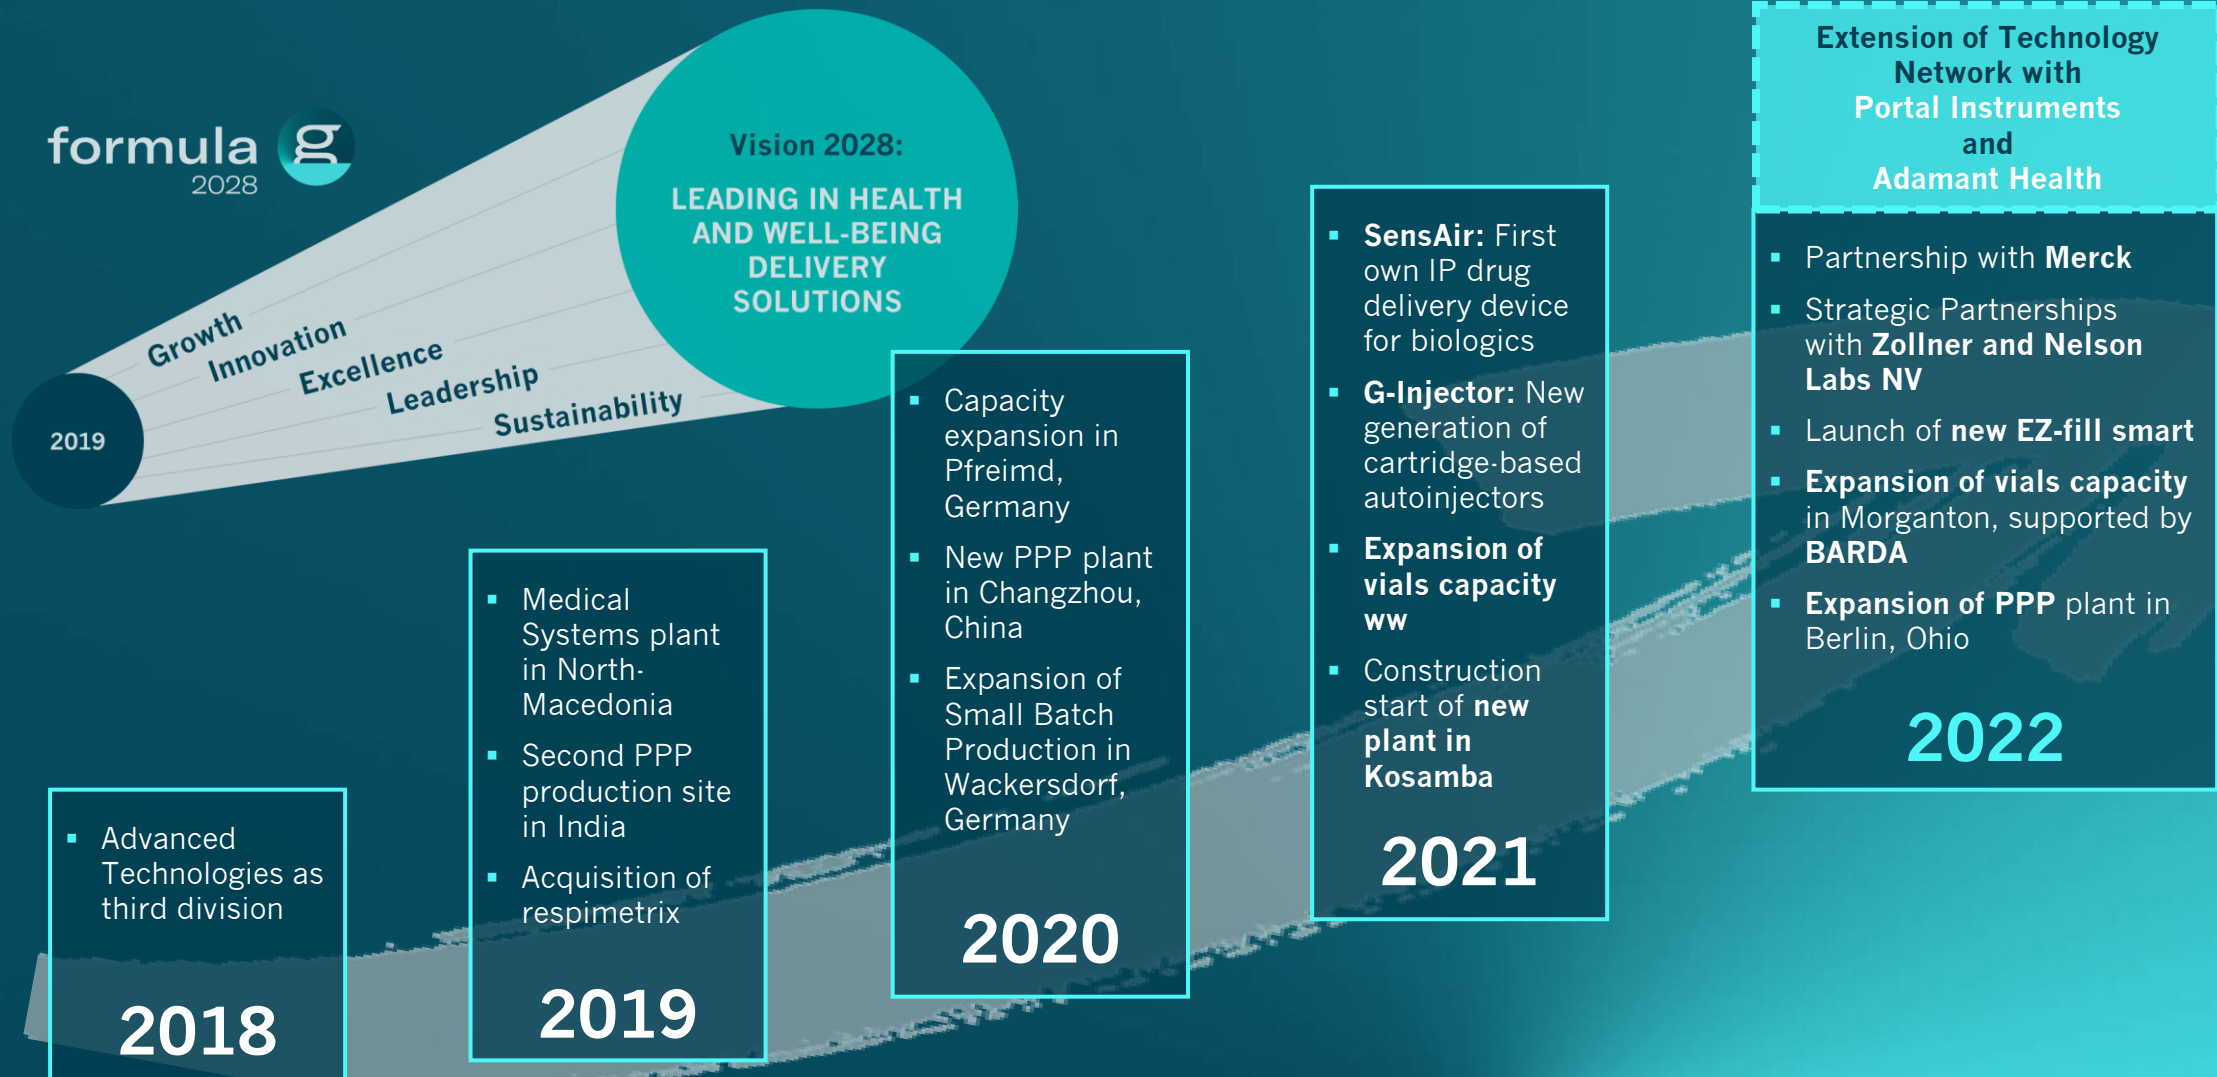 formula g
2028
Vision 2028:
LEADING IN HEALTH
AND WELL-BEING
DELIVERY
SOLUTIONS
Growth
Innovation
Excellence
Leadership
Sustainability
2019
▪ Advanced
Technologies as
third division
2018
▪ Medical
Systems plant
in North-
Macedonia
▪ Second PPP
production site
in India
▪ Acquisition of
respimetrix
2019
▪ Capacity
expansion in
Pfreimd,
Germany
▪ New PPP plant
in Changzhou,
China
▪ Expansion of
Small Batch
Production in
Wackersdorf,
Germany
2020
▪ SensAir: First
own IP drug
delivery device
for biologics
▪ G-Injector: New
generation of
cartridge-based
autoinjectors
▪ Expansion of
vials capacity
ww
▪ Construction
start of new
plant in
Kosamba
2021
Extension of Technology
Network with
Portal Instruments
and
Adamant Health
▪ Partnership with Merck
▪ Strategic Partnerships
with Zollner and Nelson
Labs NV
▪ Launch of new EZ-fill smart
▪ Expansion of vials capacity
in Morganton, supported by
BARDA
▪ Expansion of PPP plant in
Berlin, Ohio
2022